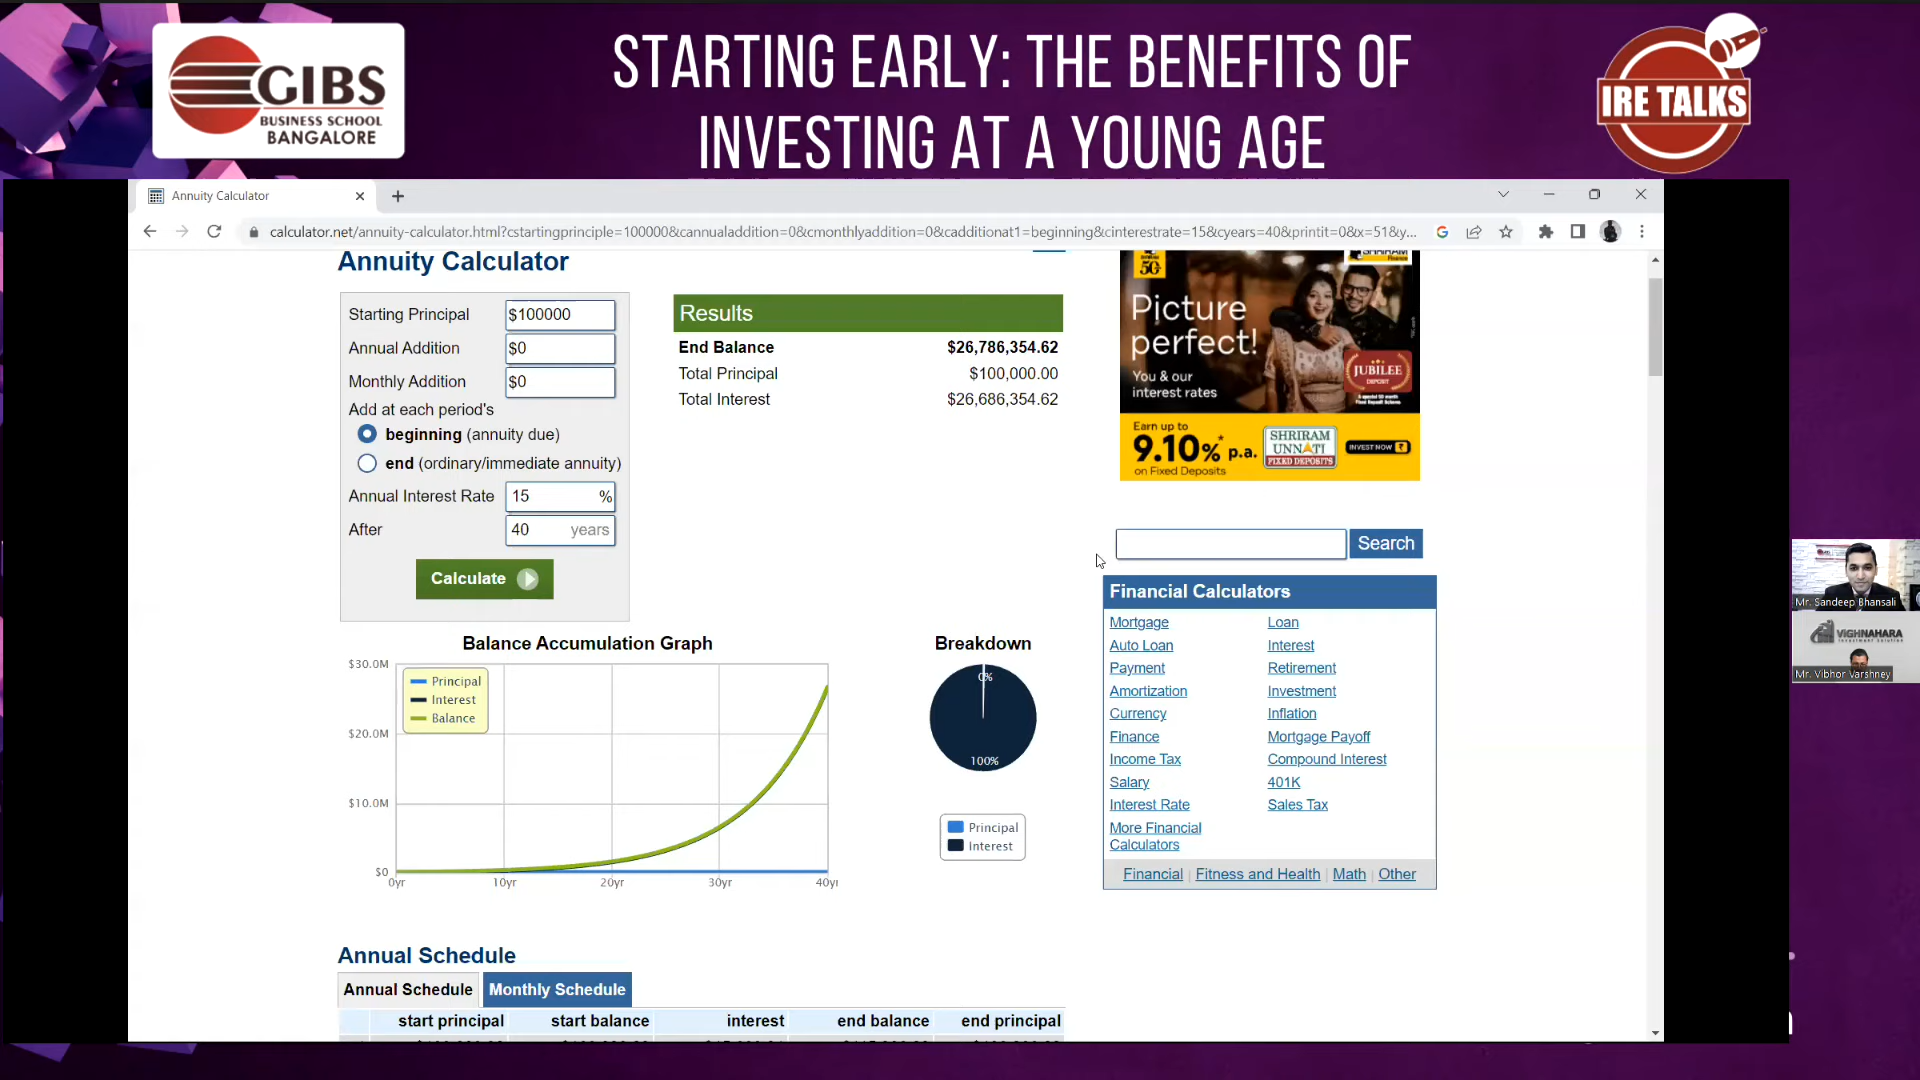 GIBS
BUSINESS SCHOOL
BANGALORE
STARTING EARLY: THE BENEFITS OF
INVESTING AT A YOUNG AGE
IRE TALKS
Annuity Calculator
calculator.net/annuity-calculator.html?cstartingprinciple=100000&cannualaddition=0&cmonthlyaddition=0&cadditionat1=beginning&cinterestrate=15&cyears=40&printit=0&x=51&y...
Annuity Calculator
Starting Principal $100000
Annual Addition $0
Monthly Addition $0
Add at each period's
beginning (annuity due)
end (ordinary/immediate annuity)
Annual Interest Rate 15 %
After 40 years
Calculate
Results
End Balance $26,786,354.62
Total Principal $100,000.00
Total Interest $26,686,354.62
Balance Accumulation Graph
$30.0M
$20.0M
$10.0M
$0
Principal
Interest
Balance
0yr 10yr 20yr 30yr 40yr
Breakdown
0%
100%
Principal
Interest
Annual Schedule
Annual Schedule Monthly Schedule
start principal start balance interest end balance end principal
50
Picture
perfect!
You & our
interest rates
JUBILEE
DEPOSIT
Earn up to
9.10%* p.a.
on Fixed Deposits
SHRIRAM
UNNATI
FIXED DEPOSITS
INVEST NOW ₹
Search
Financial Calculators
Mortgage Loan
Auto Loan Interest
Payment Retirement
Amortization Investment
Currency Inflation
Finance Mortgage Payoff
Income Tax Compound Interest
Salary 401K
Interest Rate Sales Tax
More Financial
Calculators
Financial | Fitness and Health | Math | Other
Mr. Sandeep Bhansali
VIGHNAHARA
Investment Solution
Mr. Vibhor Varshney